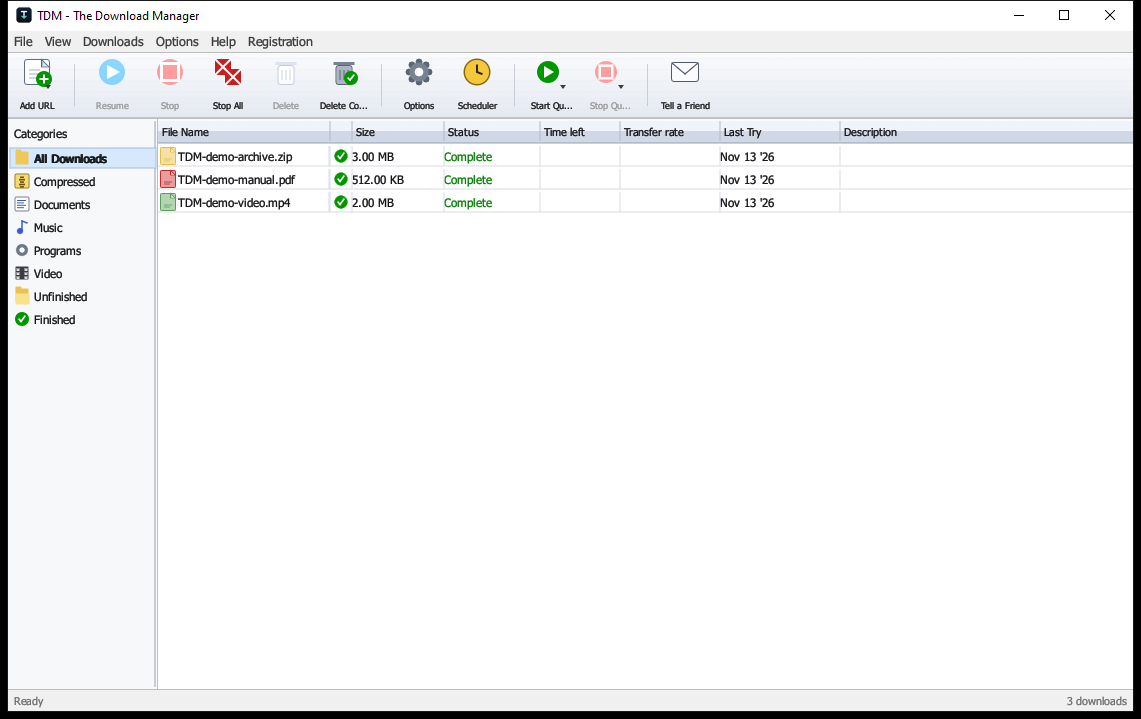 TDM - The Download Manager
File View Downloads Options Help Registration
Add URL Resume Stop Stop All Delete Delete Co... Options Scheduler Start Qu... Stop Qu... Tell a Friend
Categories
All Downloads
Compressed
Documents
Music
Programs
Video
Unfinished
Finished
File Name Size Status Time left Transfer rate Last Try Description
TDM-demo-archive.zip 3.00 MB Complete Nov 13 '26
TDM-demo-manual.pdf 512.00 KB Complete Nov 13 '26
TDM-demo-video.mp4 2.00 MB Complete Nov 13 '26
Ready 3 downloads